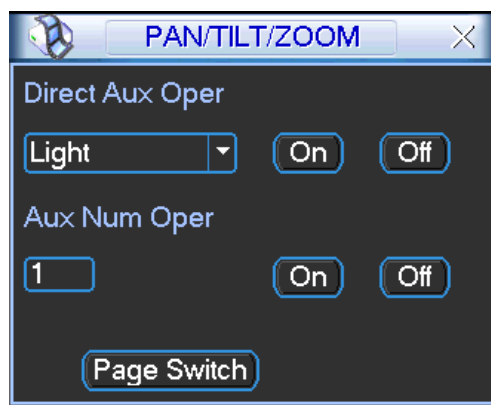 PAN/TILT/ZOOM
Direct Aux Oper
Light On Off
Aux Num Oper
1 On Off
Page Switch